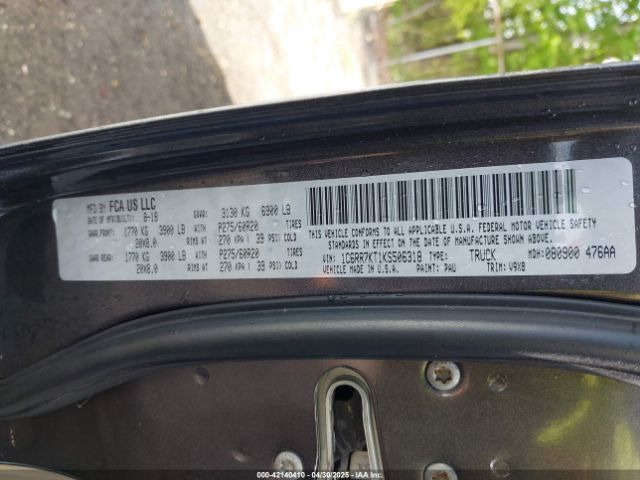 MFD BY FCA US LLC
DATE OF MFR(BUILT): 8-18 GVWR: 3130 KG 6900 LB
GAWR FRONT: 1770 KG 3900 LB WITH P275/60R20 TIRES
20X8.0 RIMS AT 270 KPA( 39 PSI) COLD
GAWR REAR: 1770 KG 3900 LB WITH P275/60R20 TIRES
20X8.0 RIMS AT 270 KPA( 39 PSI) COLD
THIS VEHICLE CONFORMS TO ALL APPLICABLE U.S.A. FEDERAL MOTOR VEHICLE SAFETY
STANDARDS IN EFFECT ON THE DATE OF MANUFACTURE SHOWN ABOVE.
VIN: 1C6RR7KT1KS506318 TYPE: TRUCK MDH: 080900 476AA
VEHICLE MADE IN U.S.A. PAINT: PAU TRIM: V9X8
42140410 04/30/2025 IAA Inc.